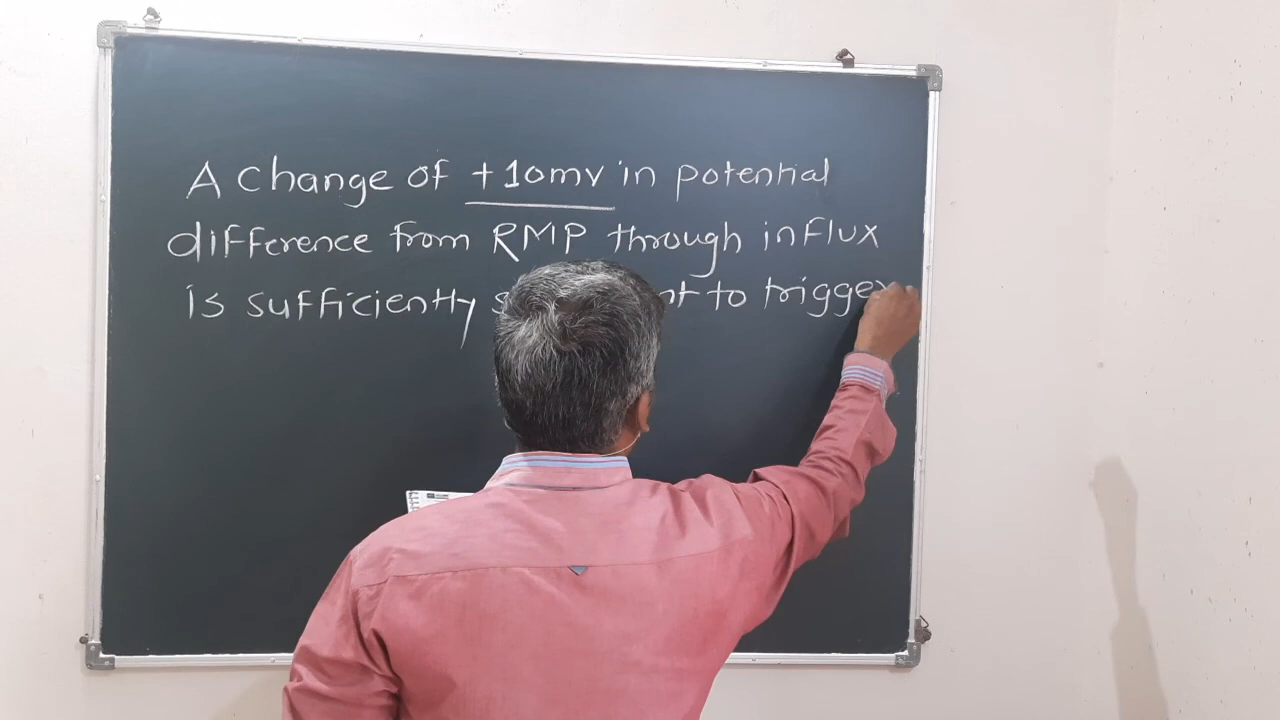 A change of +10mv in potential
difference from RMP through influx
is sufficiently to trigger